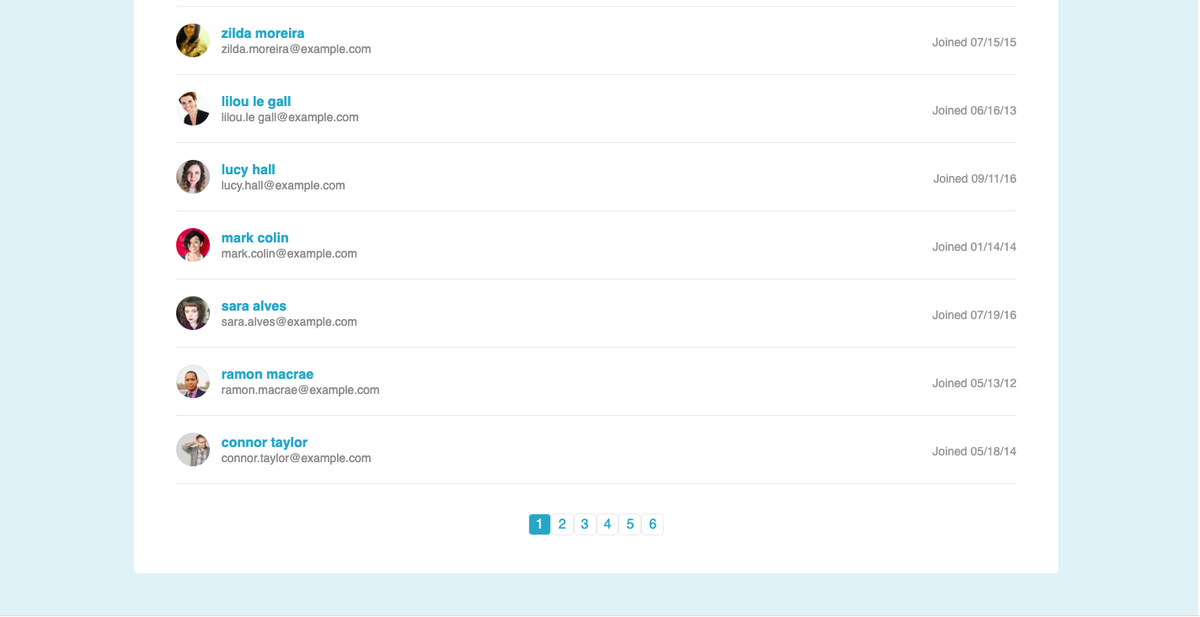 zilda moreira
zilda.moreira@example.com
Joined 07/15/15
lilou le gall
lilou.le gall@example.com
Joined 06/16/13
lucy hall
lucy.hall@example.com
Joined 09/11/16
mark colin
mark.colin@example.com
Joined 01/14/14
sara alves
sara.alves@example.com
Joined 07/19/16
ramon macrae
ramon.macrae@example.com
Joined 05/13/12
connor taylor
connor.taylor@example.com
Joined 05/18/14
1 2 3 4 5 6